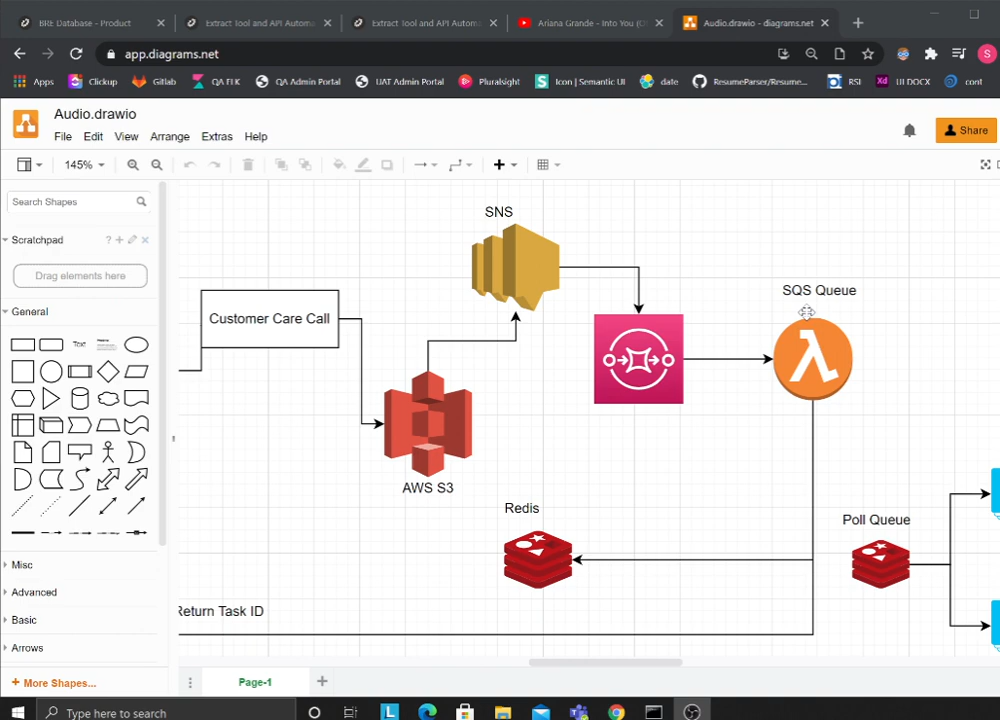 BRE Database - Product
Extract Tool and API Autom
Extract Tool and API Autom
Ariana Grande - Into You (O
Audio.drawio - diagrams.net
app.diagrams.net
S
Apps
Clickup
Gitlab
QA ELK
QA Admin Portal
UAT Admin Portal
Pluralsight
Icon | Semantic UI
date
ResumeParser/Resume...
RSI
Xd
UI DOCX
cont
Audio.drawio
File
Edit
View
Arrange
Extras
Help
Share
145%
Search Shapes
Scratchpad
?
Drag elements here
General
Text
Misc
Advanced
Basic
Arrows
+ More Shapes...
SNS
SQS Queue
Customer Care Call
λ
AWS S3
Redis
Poll Queue
Return Task ID
Page-1
Type here to search
L